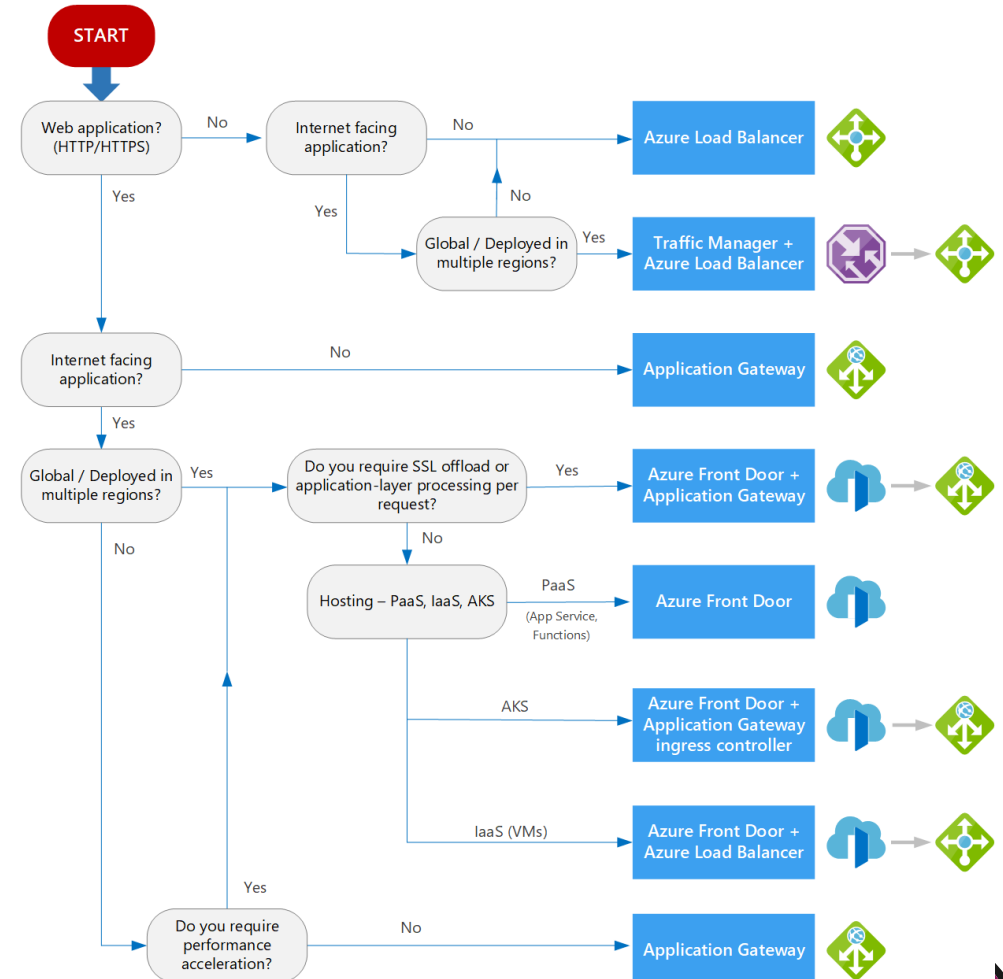 START
Web application?
(HTTP/HTTPS)
No
Internet facing
application?
No
Azure Load Balancer
Yes
Yes
No
Global / Deployed in
multiple regions?
Yes
Traffic Manager +
Azure Load Balancer
Internet facing
application?
No
Application Gateway
Yes
Global / Deployed in
multiple regions?
Yes
Do you require SSL offload or
application-layer processing per
request?
Yes
Azure Front Door +
Application Gateway
No
No
Hosting – PaaS, IaaS, AKS
PaaS
(App Service,
Functions)
Azure Front Door
AKS
Azure Front Door +
Application Gateway
ingress controller
IaaS (VMs)
Azure Front Door +
Azure Load Balancer
Yes
Do you require
performance
acceleration?
No
Application Gateway